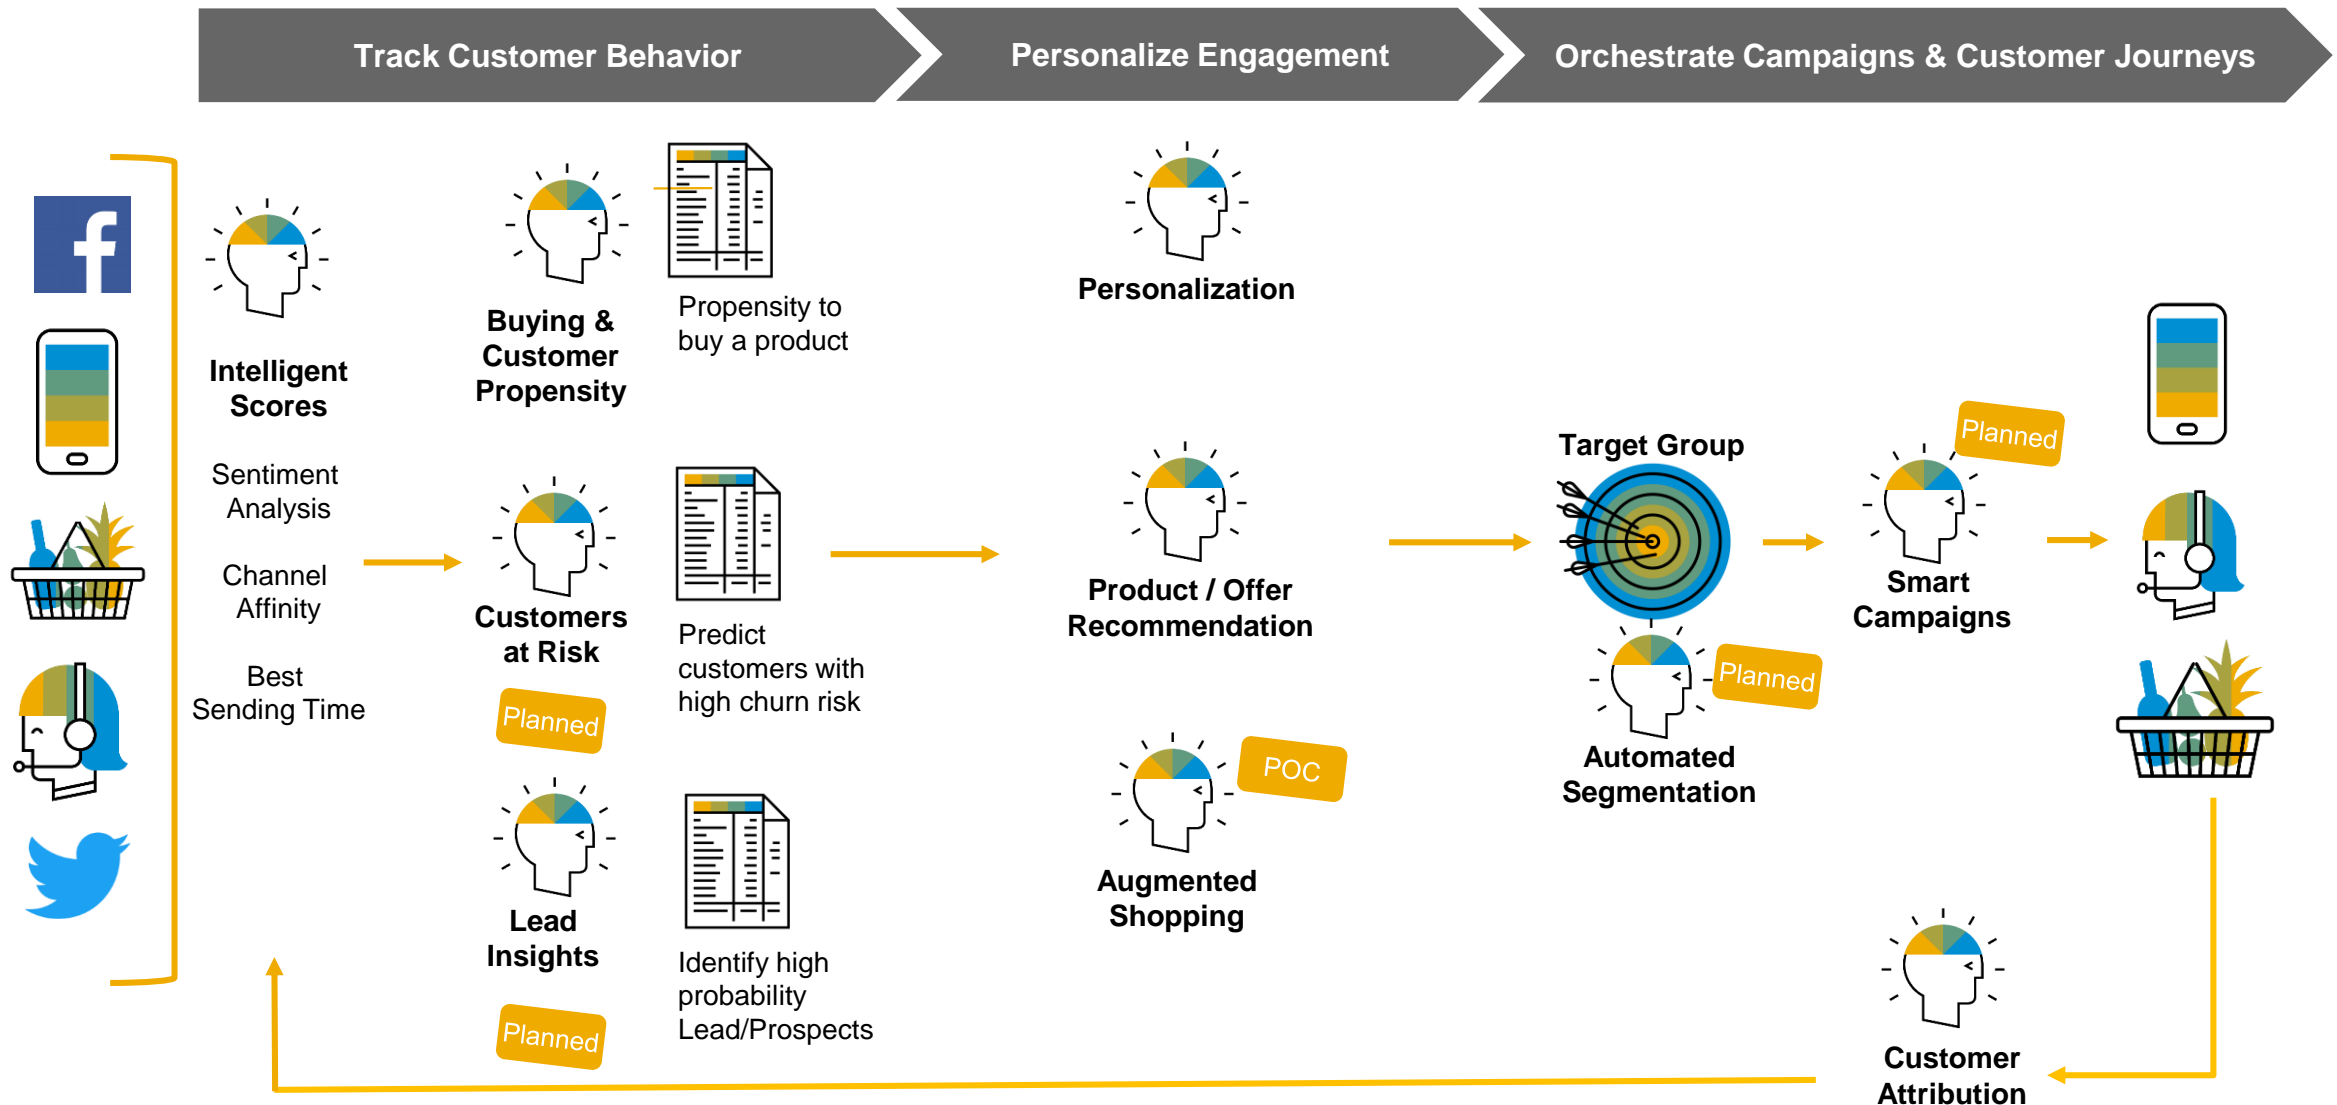 Track Customer Behavior
Personalize Engagement
Orchestrate Campaigns & Customer Journeys
Intelligent
Scores
Sentiment
Analysis
Channel
Affinity
Best
Sending Time
Buying &
Customer
Propensity
Propensity to
buy a product
Customers
at Risk
Planned
Predict
customers with
high churn risk
Lead
Insights
Planned
Identify high
probability
Lead/Prospects
Personalization
Product / Offer
Recommendation
POC
Augmented
Shopping
Target Group
Planned
Automated
Segmentation
Planned
Smart
Campaigns
Customer
Attribution